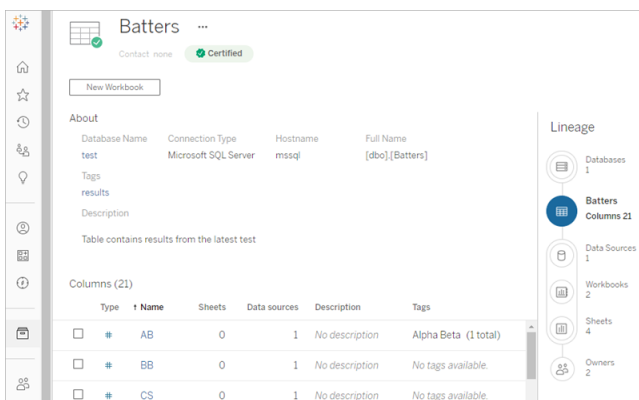 Batters ...
Contact none Certified
New Workbook
About
Database Name Connection Type Hostname Full Name
test Microsoft SQL Server mssql [dbo].[Batters]
Tags
results
Description
Table contains results from the latest test
Columns (21)
Type ↑ Name Sheets Data sources Description Tags
# AB 0 1 No description Alpha Beta (1 total)
# BB 0 1 No description No tags available.
# CS 0 1 No description No tags available.
Lineage
Databases
1
Batters
Columns 21
Data Sources
1
Workbooks
2
Sheets
4
Owners
2